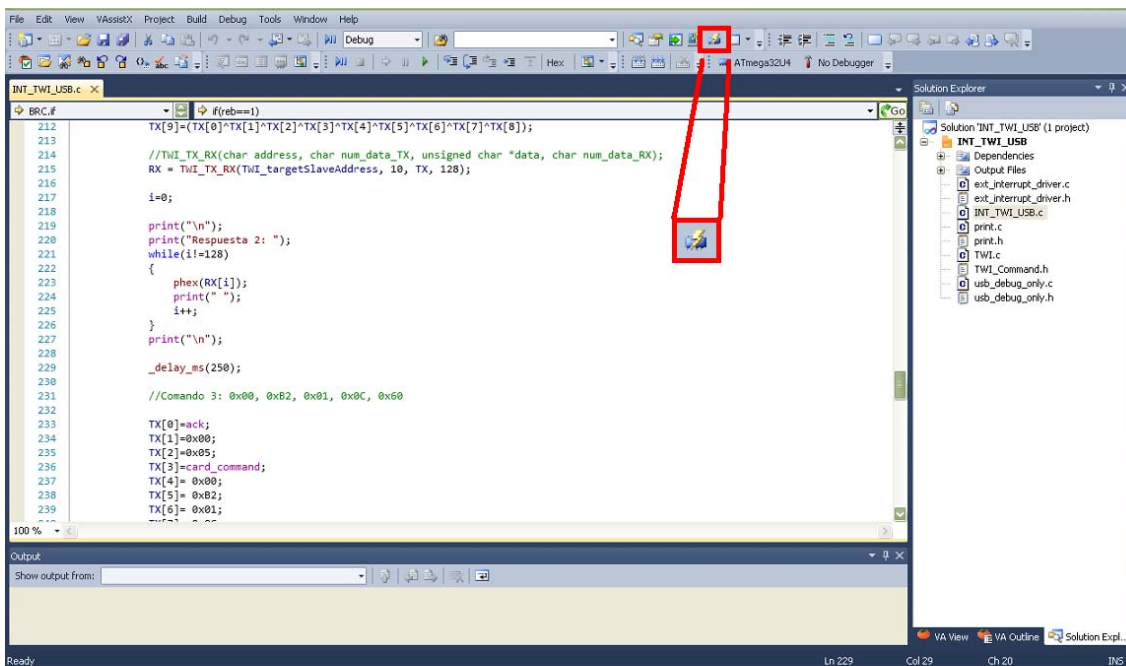 File Edit View VAssistX Project Build Debug Tools Window Help
Debug
Hex ATmega32U4 No Debugger
INT_TWI_USB.c
BRC.if if(reb==1) Go
212 TX[9]=(TX[0]^TX[1]^TX[2]^TX[3]^TX[4]^TX[5]^TX[6]^TX[7]^TX[8]);
213
214 //TWI_TX_RX(char address, char num_data_TX, unsigned char *data, char num_data_RX);
215 RX = TWI_TX_RX(TWI_targetSlaveAddress, 10, TX, 128);
216
217 i=0;
218
219 print("\n");
220 print("Respuesta 2: ");
221 while(i!=128)
222 {
223 phex(RX[i]);
224 print(" ");
225 i++;
226 }
227 print("\n");
228
229 _delay_ms(250);
230
231 //Comando 3: 0x00, 0xB2, 0x01, 0x0C, 0x60
232
233 TX[0]=ack;
234 TX[1]=0x00;
235 TX[2]=0x05;
236 TX[3]=card_command;
237 TX[4]= 0x00;
238 TX[5]= 0xB2;
239 TX[6]= 0x01;
100 %
Output
Show output from:
Solution Explorer
Solution 'INT_TWI_USB' (1 project)
INT_TWI_USB
Dependencies
Output Files
ext_interrupt_driver.c
ext_interrupt_driver.h
INT_TWI_USB.c
print.c
print.h
TWI.c
TWI_Command.h
usb_debug_only.c
usb_debug_only.h
VA View VA Outline Solution Expl...
Ready Ln 229 Col 29 Ch 20 INS